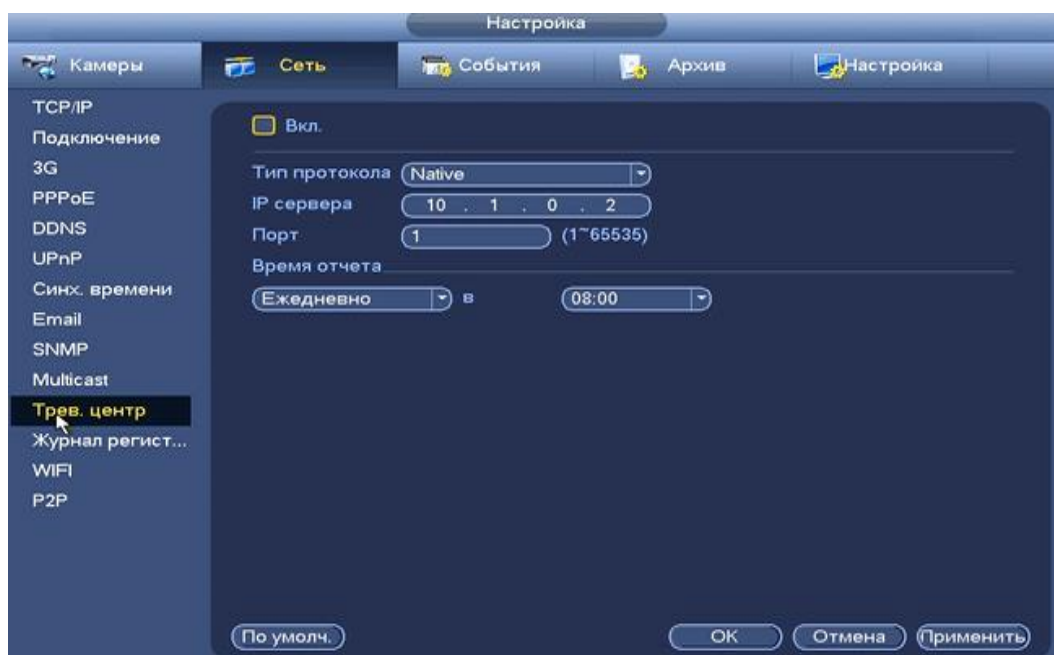 Настройка
Камеры Сеть События Архив Настройка
TCP/IP
Подключение
3G
PPPoE
DDNS
UPnP
Синх. времени
Email
SNMP
Multicast
Трев. центр
Журнал регист...
WIFI
P2P
Вкл.
Тип протокола Native
IP сервера 10 . 1 . 0 . 2
Порт 1 (1~65535)
Время отчета
Ежедневно в 08:00
По умолч. OK Отмена Применить